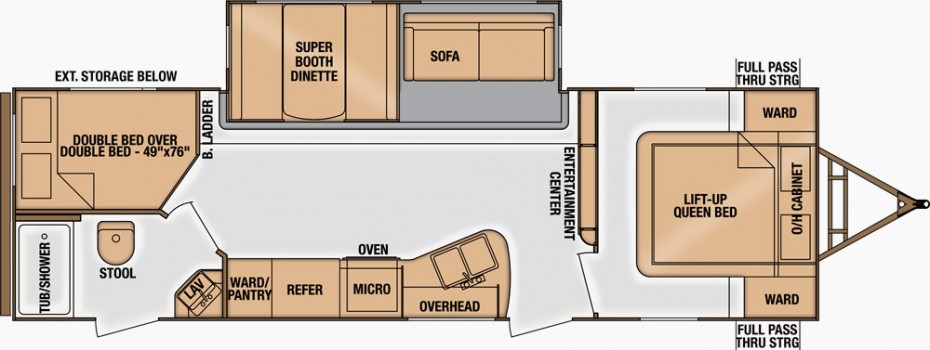 EXT. STORAGE BELOW
SUPER
BOOTH
DINETTE
SOFA
FULL PASS
THRU STRG
WARD
DOUBLE BED OVER
DOUBLE BED - 49"x76"
B. LADDER
ENTERTAINMENT
CENTER
LIFT-UP
QUEEN BED
O/H CABINET
TUB/SHOWER
STOOL
LAV
WARD/
PANTRY
REFER
OVEN
MICRO
OVERHEAD
WARD
FULL PASS
THRU STRG